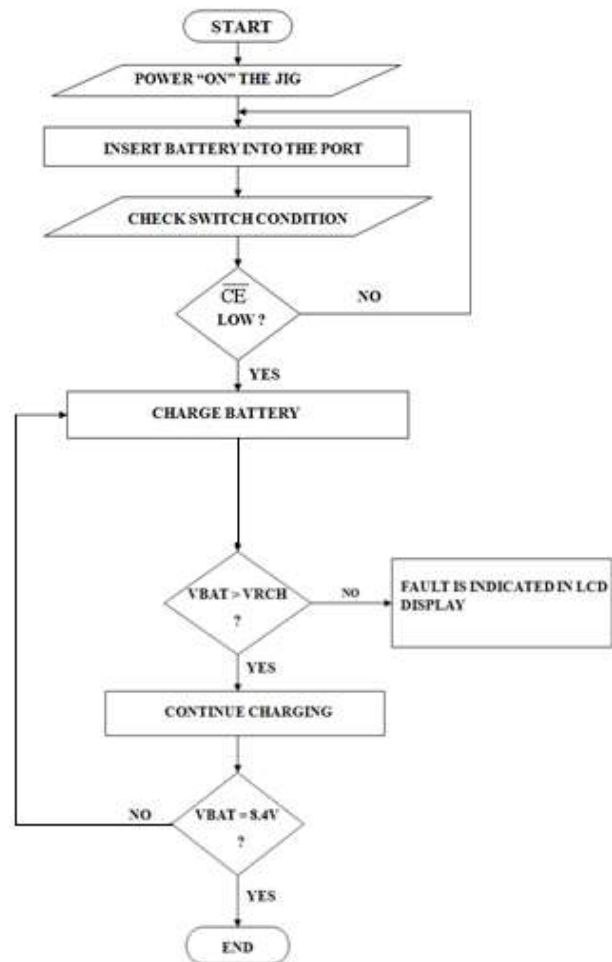 START
POWER “ON” THE JIG
INSERT BATTERY INTO THE PORT
CHECK SWITCH CONDITION
C̅E̅
LOW ?
NO
YES
CHARGE BATTERY
VBAT > VRCH
?
NO
FAULT IS INDICATED IN LCD
DISPLAY
YES
CONTINUE CHARGING
NO
VBAT = 8.4V
?
YES
END